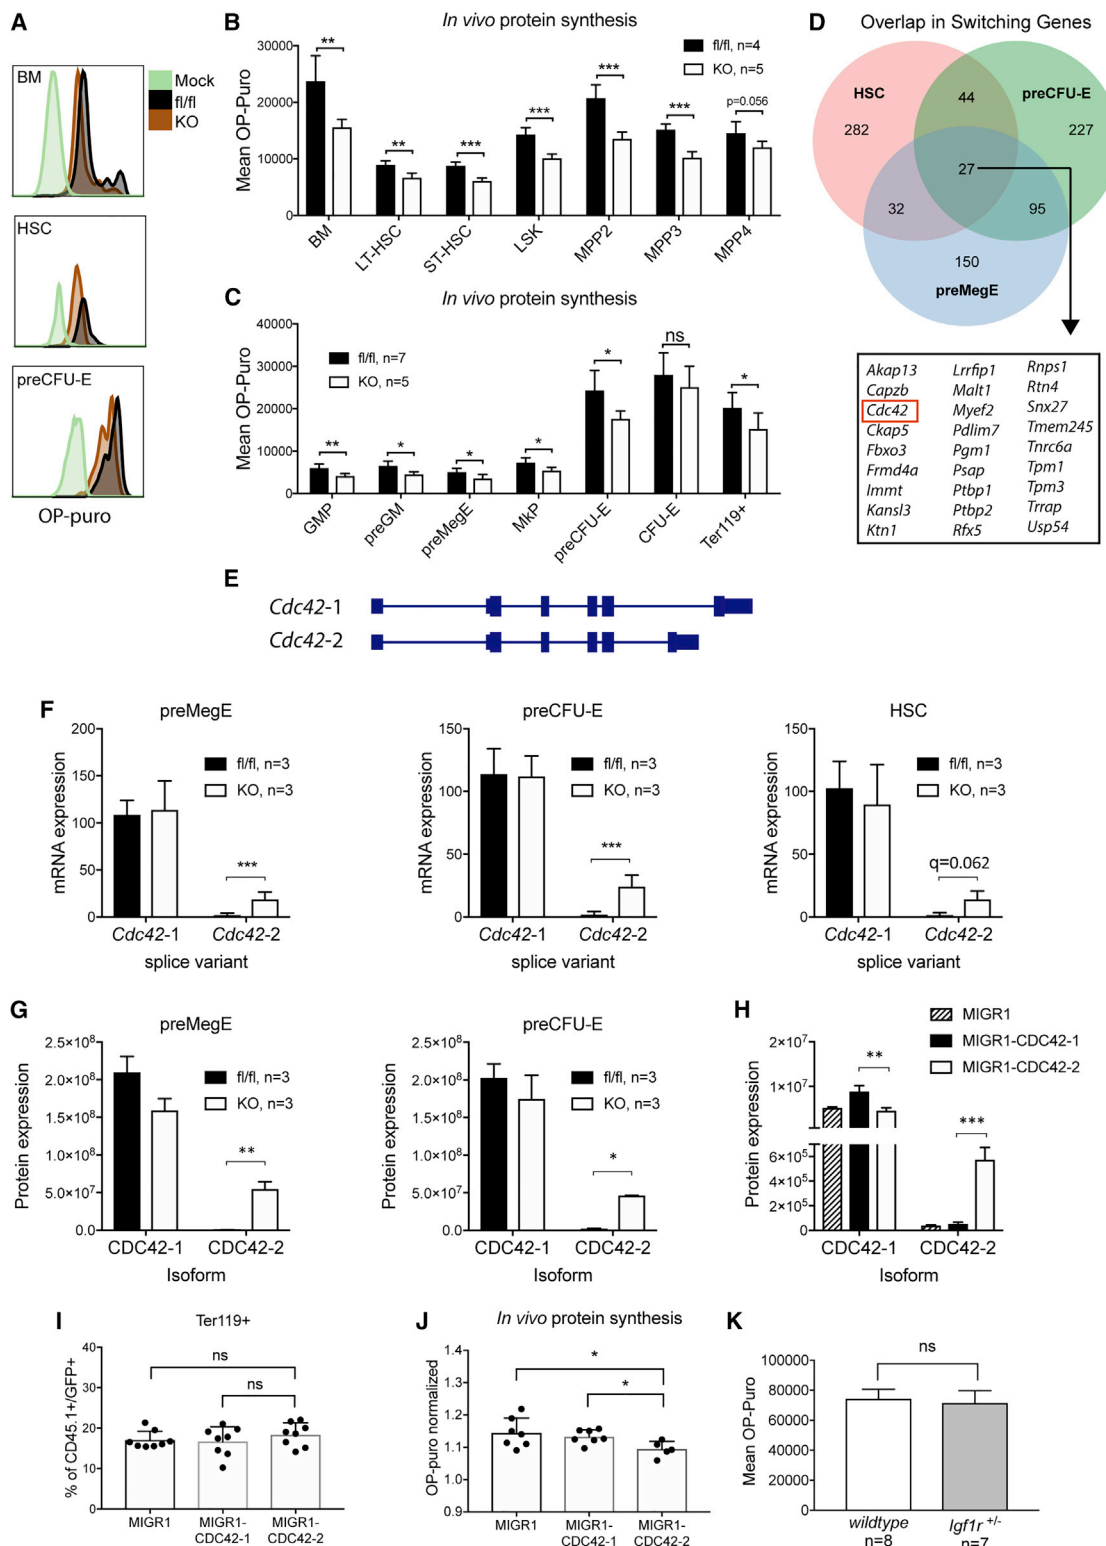 A
BM
Mock
fl/fl
KO
HSC
preCFU-E
OP-puro
B
In vivo protein synthesis
Mean OP-Puro
30000
20000
10000
0
fl/fl, n=4
KO, n=5
**
**
***
***
***
***
p=0.056
BM
LT-HSC
ST-HSC
LSK
MPP2
MPP3
MPP4
C
In vivo protein synthesis
Mean OP-Puro
40000
30000
20000
10000
0
fl/fl, n=7
KO, n=5
**
*
*
*
*
ns
*
GMP
preGM
preMegE
MkP
preCFU-E
CFU-E
Ter119+
D
Overlap in Switching Genes
HSC
44
preCFU-E
282
227
27
32
95
150
preMegE
Akap13
Capzb
Cdc42
Ckap5
Fbxo3
Frmd4a
Immt
Kansl3
Ktn1
Lrrfip1
Malt1
Myef2
Pdlim7
Pgm1
Psap
Ptbp1
Ptbp2
Rfx5
Rnps1
Rtn4
Snx27
Tmem245
Tnrc6a
Tpm1
Tpm3
Trrap
Usp54
E
Cdc42-1
Cdc42-2
F
preMegE
mRNA expression
200
150
100
50
0
fl/fl, n=3
KO, n=3
***
Cdc42-1
Cdc42-2
splice variant
preCFU-E
mRNA expression
150
100
50
0
fl/fl, n=3
KO, n=3
***
Cdc42-1
Cdc42-2
splice variant
HSC
mRNA expression
150
100
50
0
fl/fl, n=3
KO, n=3
q=0.062
Cdc42-1
Cdc42-2
splice variant
G
preMegE
Protein expression
2.5×10⁸
2.0×10⁸
1.5×10⁸
1.0×10⁸
5.0×10⁷
0.0
fl/fl, n=3
KO, n=3
**
CDC42-1
CDC42-2
Isoform
preCFU-E
Protein expression
2.5×10⁸
2.0×10⁸
1.5×10⁸
1.0×10⁸
5.0×10⁷
0.0
fl/fl, n=3
KO, n=3
*
CDC42-1
CDC42-2
Isoform
H
MIGR1
MIGR1-CDC42-1
MIGR1-CDC42-2
Protein expression
2×10⁷
1×10⁷
6×10⁵
4×10⁵
2×10⁵
0
**
***
CDC42-1
CDC42-2
Isoform
I
Ter119+
% of CD45.1+/GFP+
40
30
20
10
0
ns
ns
MIGR1
MIGR1-CDC42-1
MIGR1-CDC42-2
J
In vivo protein synthesis
OP-puro normalized
1.4
1.3
1.2
1.1
1.0
0.9
*
*
MIGR1
MIGR1-CDC42-1
MIGR1-CDC42-2
K
Mean OP-Puro
100000
80000
60000
40000
20000
0
ns
wildtype
n=8
Igf1r +/-
n=7